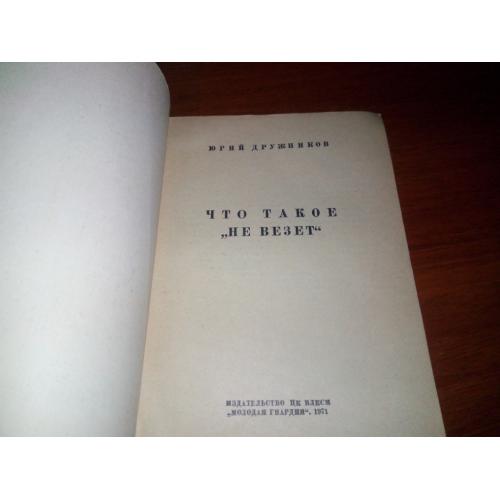 ЮРИЙ ДРУЖНИКОВ
ЧТО ТАКОЕ
„НЕ ВЕЗЕТ“
ИЗДАТЕЛЬСТВО ЦК ВЛКСМ
„МОЛОДАЯ ГВАРДИЯ“, 1971